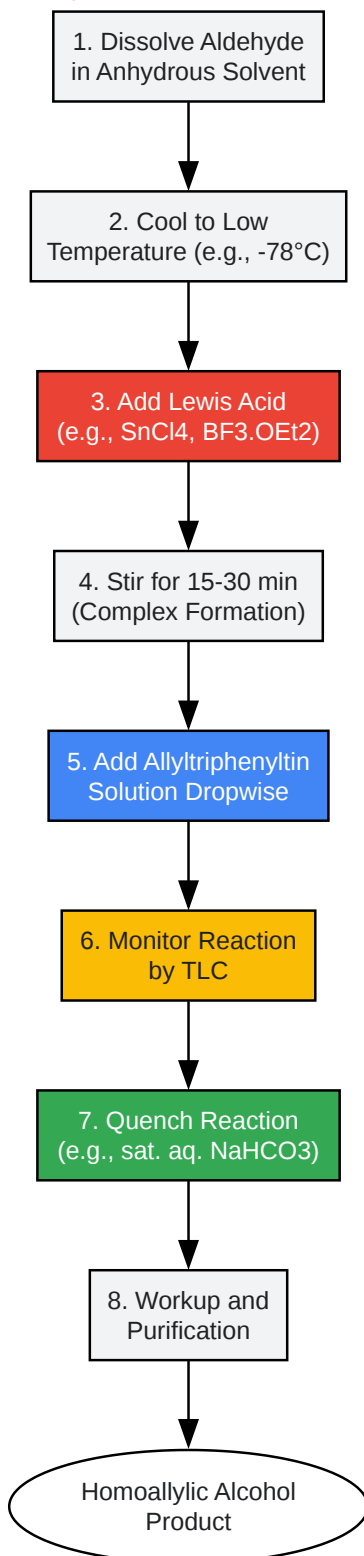 1. Dissolve Aldehyde
in Anhydrous Solvent
2. Cool to Low
Temperature (e.g., -78°C)
3. Add Lewis Acid
(e.g., SnCl4, BF3.OEt2)
4. Stir for 15-30 min
(Complex Formation)
5. Add Allyltriphenyltin
Solution Dropwise
6. Monitor Reaction
by TLC
7. Quench Reaction
(e.g., sat. aq. NaHCO3)
8. Workup and
Purification
Homoallylic Alcohol
Product